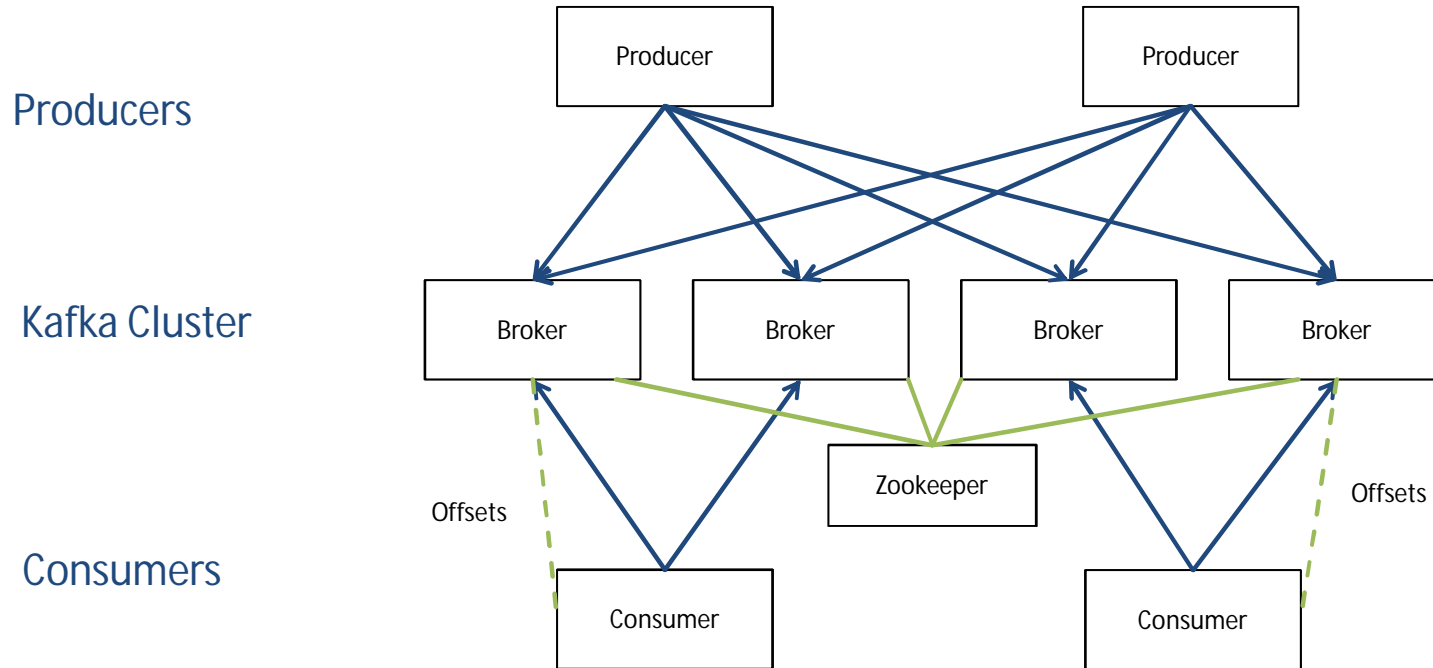 Producer
Producer
Producers
Kafka Cluster
Broker
Broker
Broker
Broker
Zookeeper
Offsets
Offsets
Consumers
Consumer
Consumer